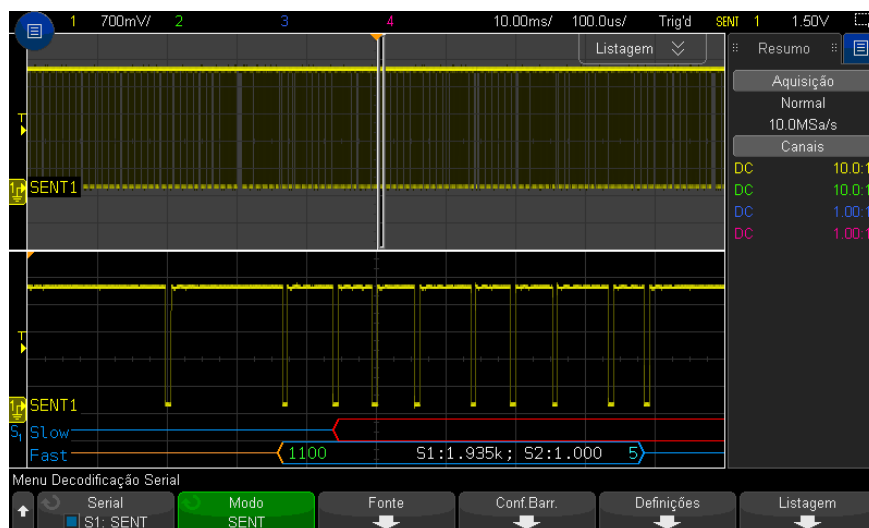 1 700mV/ 2 3 4 10.00ms/ 100.0us/ Trig'd SENT 1 1.50V
Listagem
Resumo
Aquisição
Normal
10.0MSa/s
Canais
DC 10.0:1
DC 10.0:1
DC 1.00:1
DC 1.00:1
T
SENT1
T
SENT1
S1 Slow
Fast 1100 S1:1.935k; S2:1.000 5
Menu Decodificação Serial
Serial Modo Fonte Conf.Barr. Definições Listagem
S1: SENT SENT